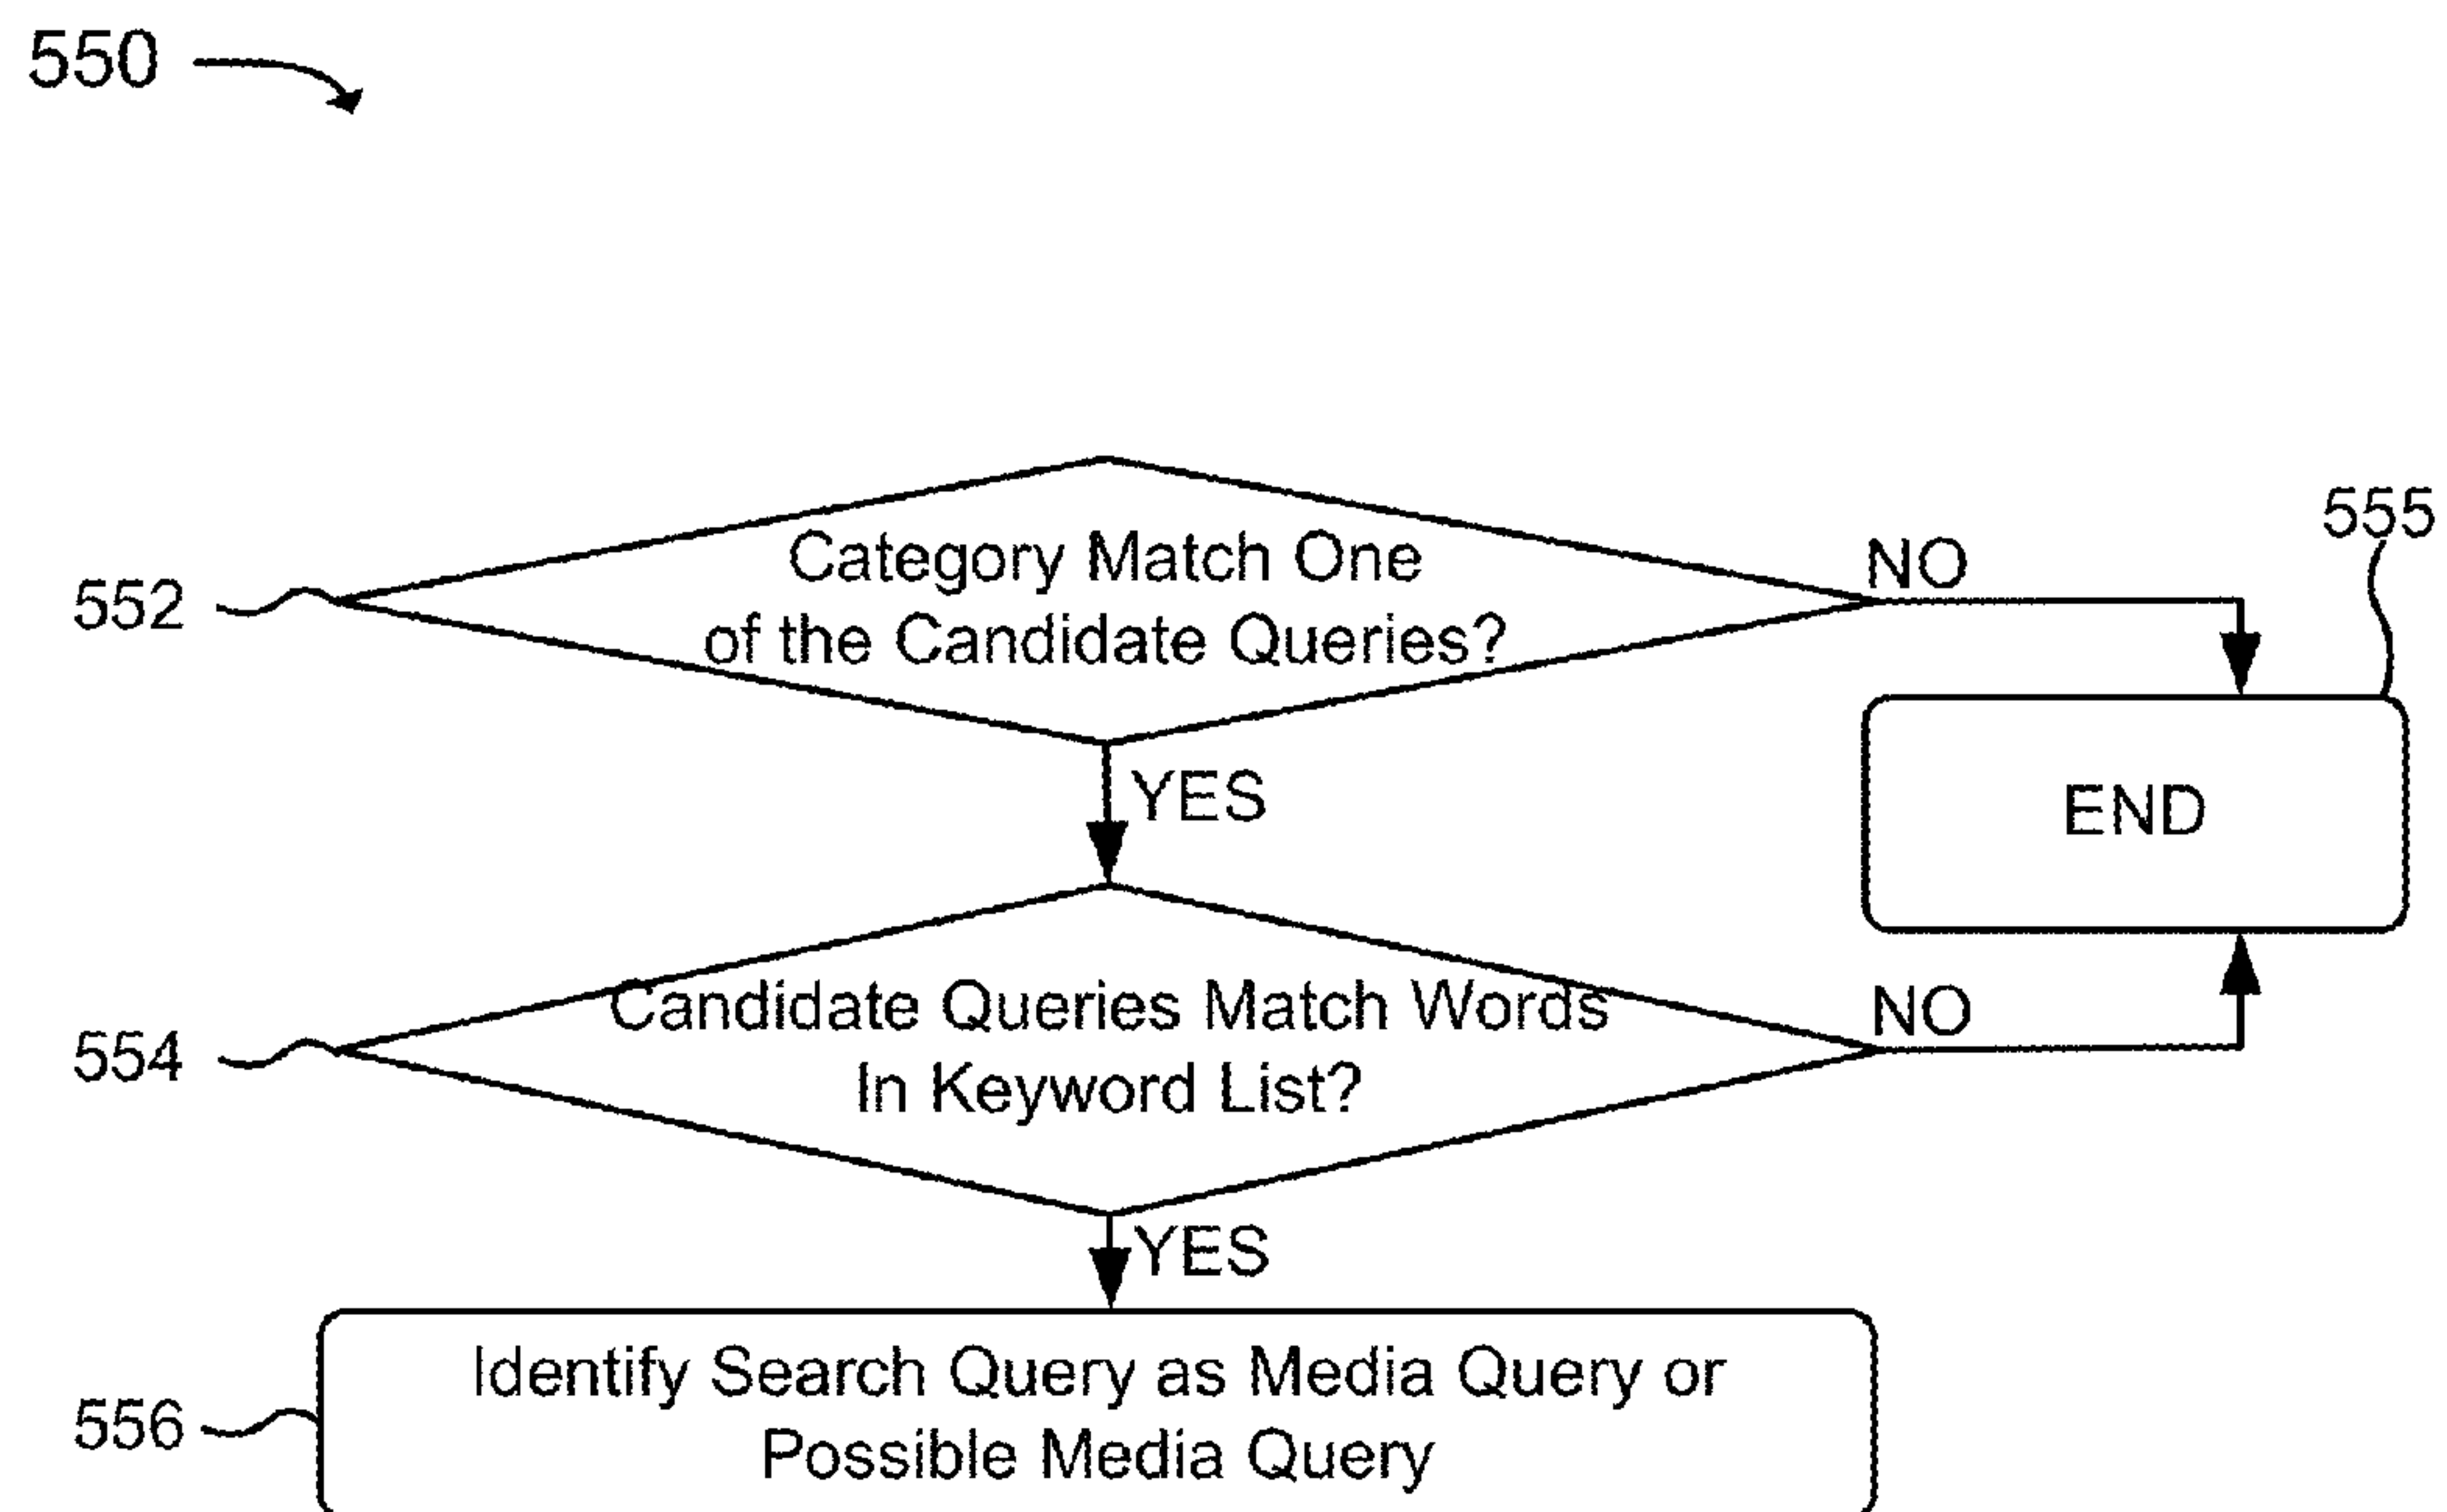 550
552
Category Match One
of the Candidate Queries?
NO
555
END
YES
554
Candidate Queries Match Words
In Keyword List?
NO
YES
556
Identify Search Query as Media Query or
Possible Media Query